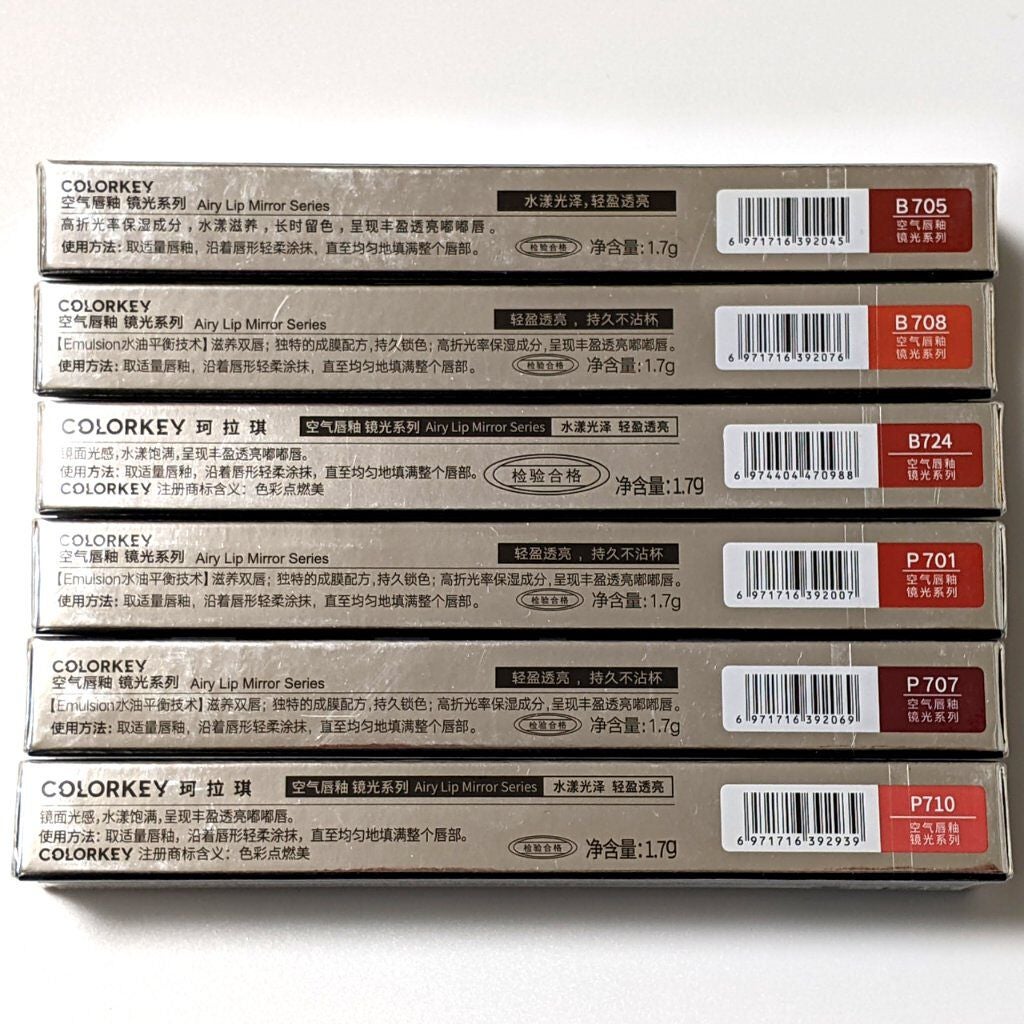 COLORKEY
空气唇釉 镜光系列 Airy Lip Mirror Series
水漾光泽,轻盈透亮
高折光率保湿成分，水漾滋养，长时留色，呈现丰盈透亮嘟嘟唇。
使用方法: 取适量唇釉，沿着唇形轻柔涂抹，直至均匀地填满整个唇部。
检验合格 净含量:1.7g
6 971716 392045
B705
空气唇釉
镜光系列
COLORKEY
空气唇釉 镜光系列 Airy Lip Mirror Series
轻盈透亮，持久不沾杯
【Emulsion水油平衡技术】滋养双唇；独特的成膜配方,持久锁色；高折光率保湿成分,呈现丰盈透亮嘟嘟唇。
使用方法: 取适量唇釉，沿着唇形轻柔涂抹，直至均匀地填满整个唇部。
检验合格 净含量:1.7g
6 971716 392076
B708
空气唇釉
镜光系列
COLORKEY 珂拉琪
空气唇釉 镜光系列 Airy Lip Mirror Series 水漾光泽 轻盈透亮
镜面光感,水漾饱满,呈现丰盈透亮嘟嘟唇。
使用方法: 取适量唇釉，沿着唇形轻柔涂抹，直至均匀地填满整个唇部。
COLORKEY 注册商标含义：色彩点燃美
检验合格 净含量:1.7g
6 974404 470988
B724
空气唇釉
镜光系列
COLORKEY
空气唇釉 镜光系列 Airy Lip Mirror Series
轻盈透亮，持久不沾杯
【Emulsion水油平衡技术】滋养双唇；独特的成膜配方,持久锁色；高折光率保湿成分,呈现丰盈透亮嘟嘟唇。
使用方法: 取适量唇釉，沿着唇形轻柔涂抹，直至均匀地填满整个唇部。
检验合格 净含量:1.7g
6 971716 392007
P701
空气唇釉
镜光系列
COLORKEY
空气唇釉 镜光系列 Airy Lip Mirror Series
轻盈透亮，持久不沾杯
【Emulsion水油平衡技术】滋养双唇；独特的成膜配方,持久锁色；高折光率保湿成分,呈现丰盈透亮嘟嘟唇。
使用方法: 取适量唇釉，沿着唇形轻柔涂抹，直至均匀地填满整个唇部。
检验合格 净含量:1.7g
6 971716 392069
P707
空气唇釉
镜光系列
COLORKEY 珂拉琪
空气唇釉 镜光系列 Airy Lip Mirror Series 水漾光泽 轻盈透亮
镜面光感,水漾饱满,呈现丰盈透亮嘟嘟唇。
使用方法: 取适量唇釉，沿着唇形轻柔涂抹，直至均匀地填满整个唇部。
COLORKEY 注册商标含义：色彩点燃美
检验合格 净含量:1.7g
6 971716 392939
P710
空气唇釉
镜光系列